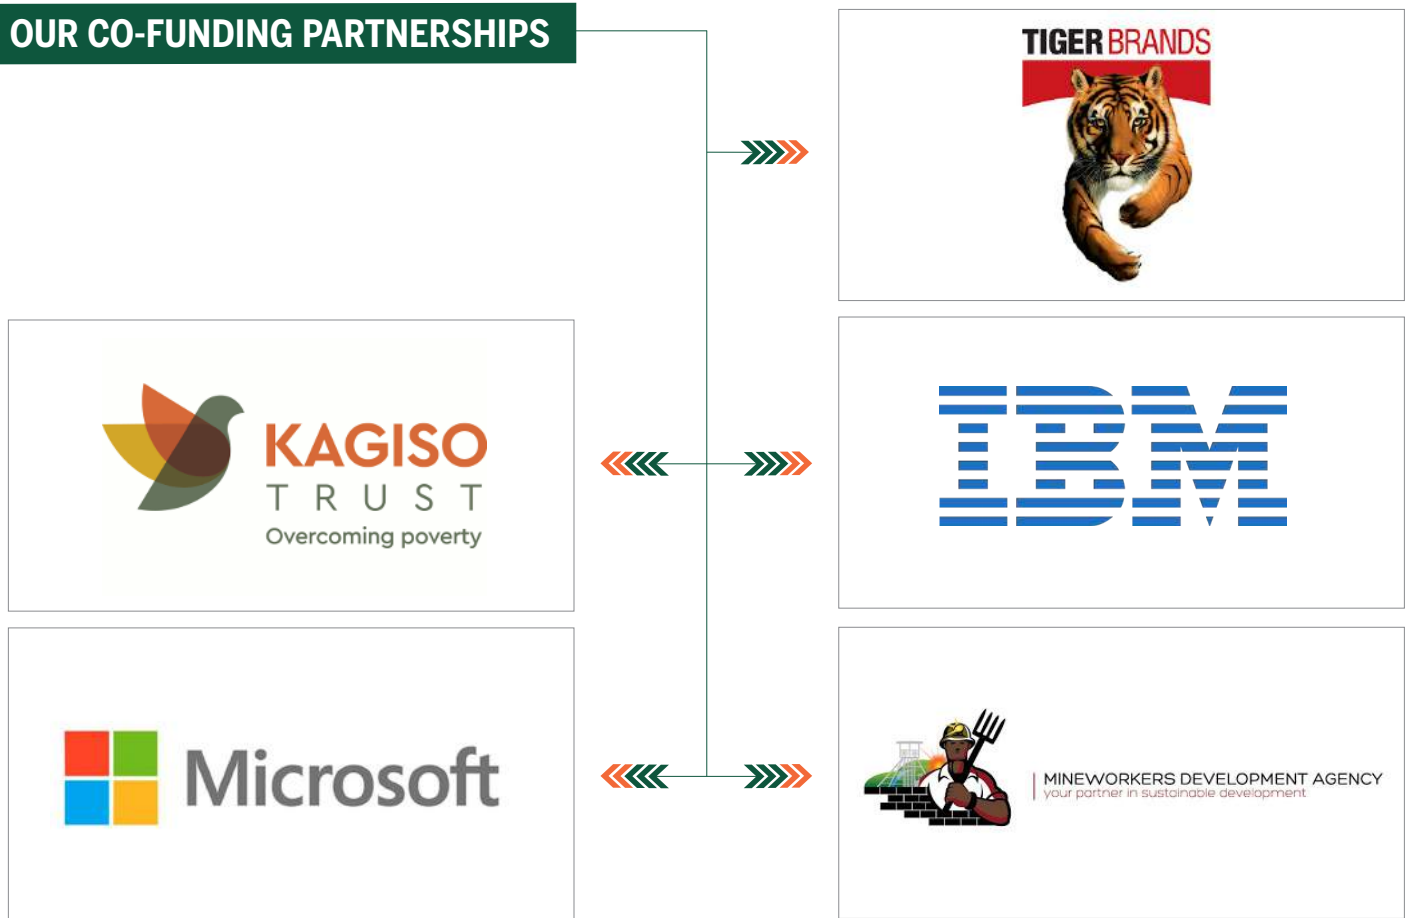 OUR CO-FUNDING PARTNERSHIPS
TIGER BRANDS
KAGISO
TRUST
Overcoming poverty
IBM
Microsoft
MINEWORKERS DEVELOPMENT AGENCY
your partner in sustainable development